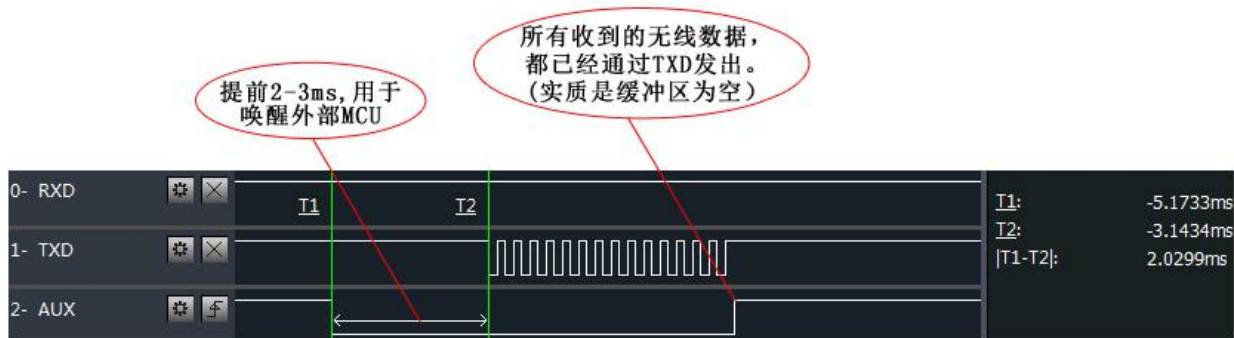 所有收到的无线数据，
都已经通过TXD发出。
(实质是缓冲区为空）
提前2-3ms,用于
唤醒外部MCU
0- RXD
T1
T2
T1: -5.1733ms
T2: -3.1434ms
1- TXD
|T1-T2|: 2.0299ms
2- AUX